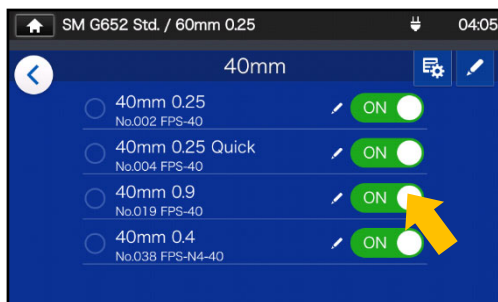 SM G652 Std. / 60mm 0.25 04:05
40mm
40mm 0.25 ON
No.002 FPS-40
40mm 0.25 Quick ON
No.004 FPS-40
40mm 0.9 ON
No.019 FPS-40
40mm 0.4 ON
No.038 FPS-N4-40